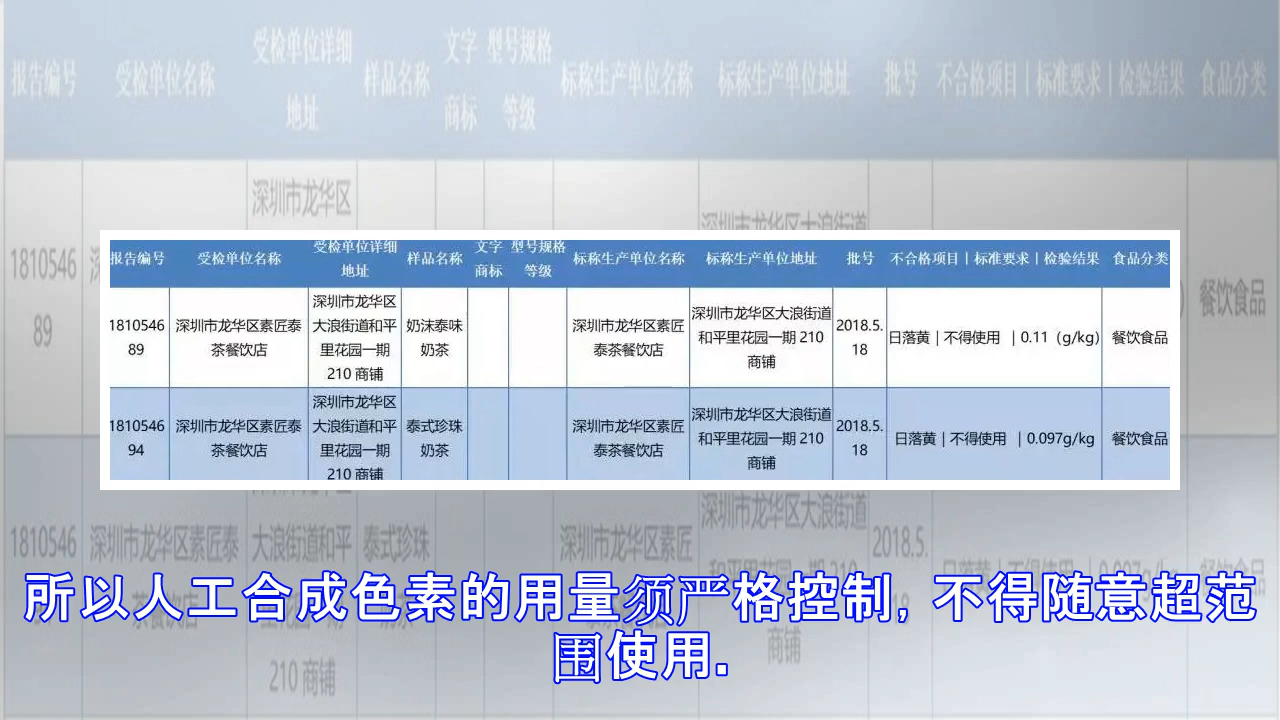 报告编号 受检单位名称 受检单位详细地址 样品名称 文字商标 型号规格等级 标称生产单位名称 标称生产单位地址 批号 不合格项目|标准要求|检验结果 食品分类
181054689 深圳市龙华区素匠泰茶餐饮店 深圳市龙华区大浪街道和平里花园一期210商铺 奶沫泰味奶茶 深圳市龙华区素匠泰茶餐饮店 深圳市龙华区大浪街道和平里花园一期 210商铺 2018.5.18 日落黄|不得使用 |0.11（g/kg） 餐饮食品
181054694 深圳市龙华区素匠泰茶餐饮店 深圳市龙华区大浪街道和平里花园一期210 商铺 泰式珍珠奶茶 深圳市龙华区素匠泰茶餐饮店 深圳市龙华区大浪街道和平里花园一期 210商铺 2018.5.18 日落黄|不得使用 |0.097g/kg 餐饮食品
所以人工合成色素的用量须严格控制, 不得随意超范
围使用.